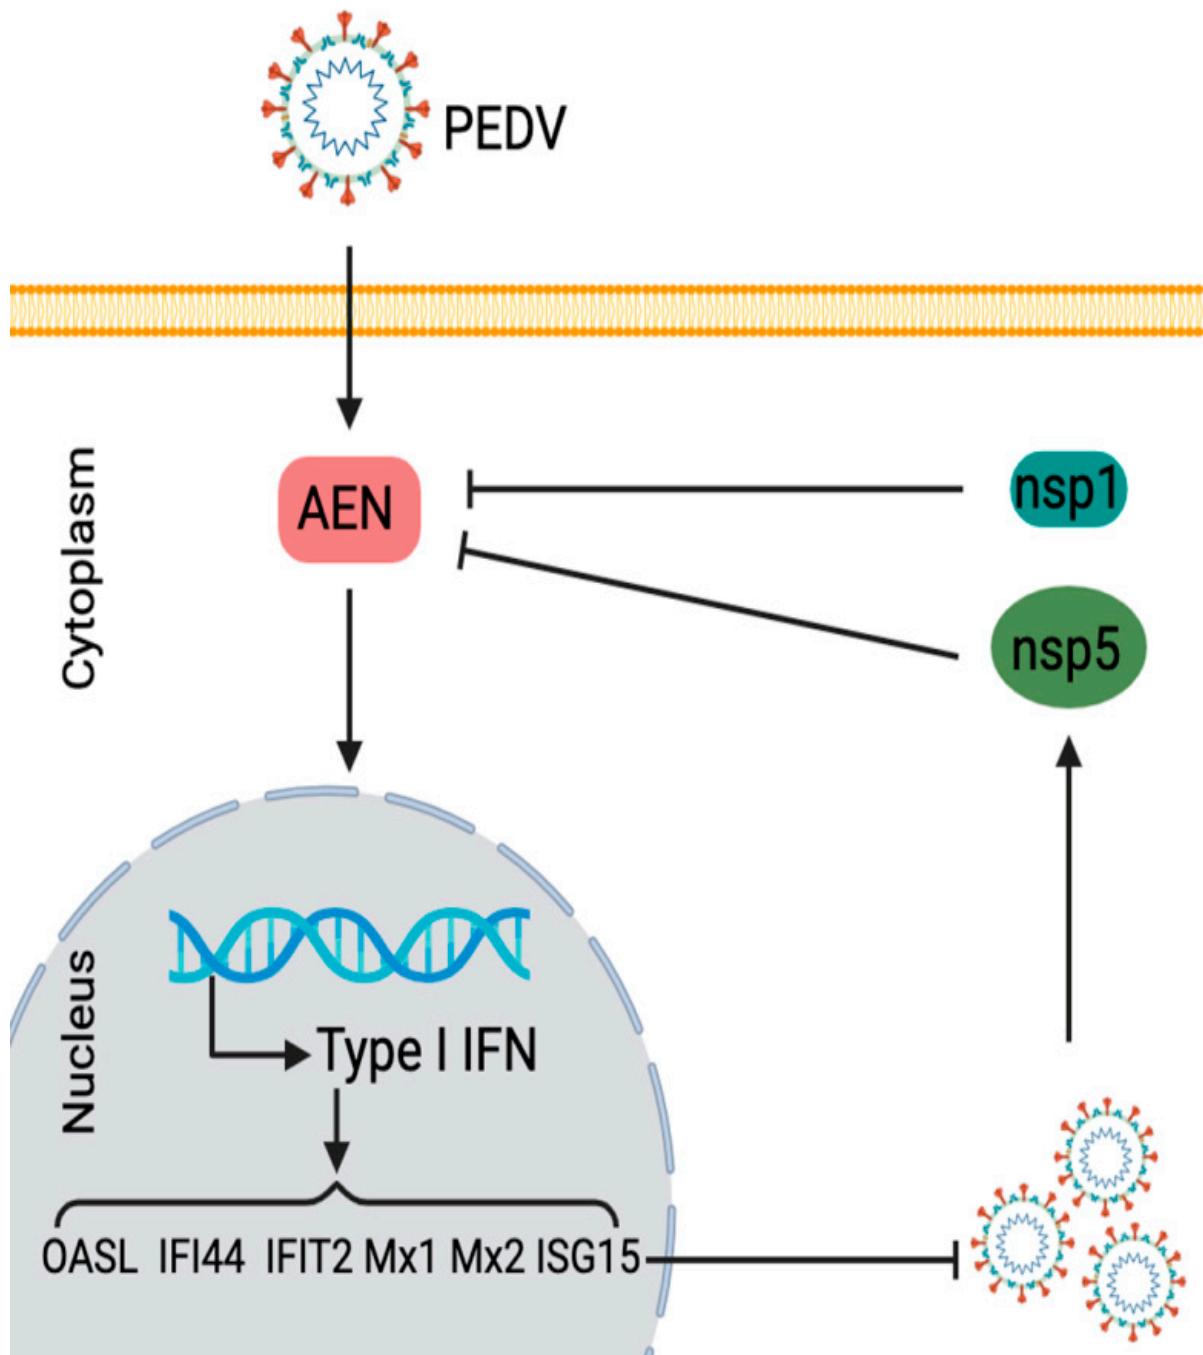 PEDV
AEN
nsp1
nsp5
Cytoplasm
Nucleus
Type I IFN
OASL IFI44 IFIT2 Mx1 Mx2 ISG15